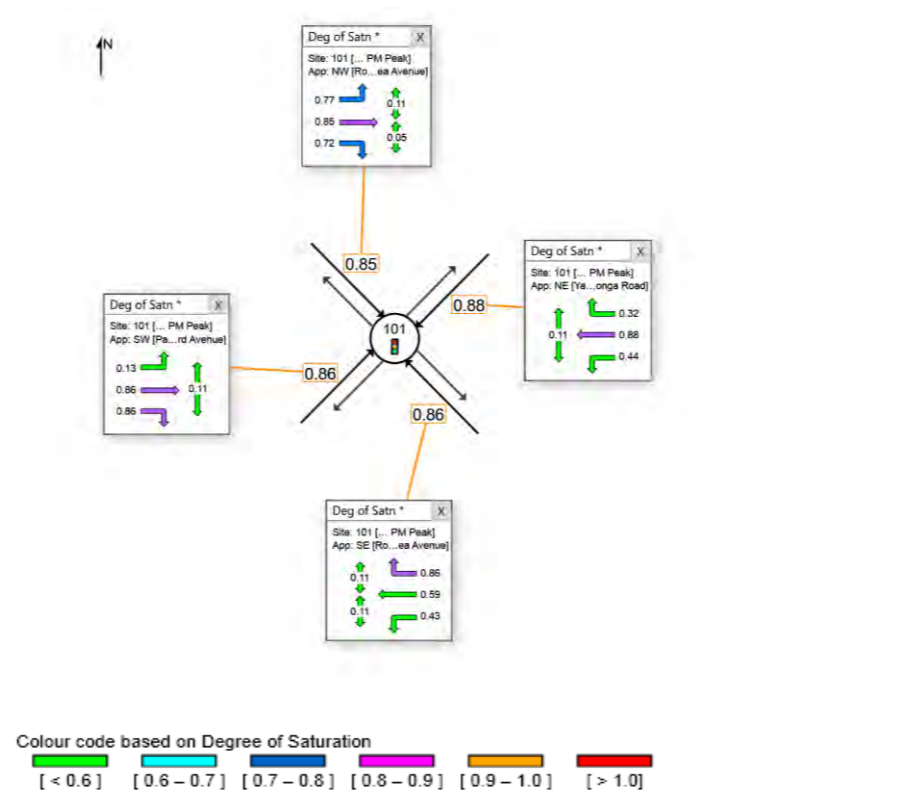 N
Deg of Satn * X
Site: 101 [... PM Peak]
App: NW [Ro...ea Avenue]
0.77
0.11
0.85
0.05
0.72
0.85
Deg of Satn * X
Site: 101 [... PM Peak]
App: NE [Ya...onga Road]
0.32
0.11
0.88
0.44
0.88
101
Deg of Satn * X
Site: 101 [... PM Peak]
App: SW [Pa...rd Avenue]
0.13
0.86
0.11
0.86
0.86
0.86
Deg of Satn * X
Site: 101 [... PM Peak]
App: SE [Ro...ea Avenue]
0.11
0.86
0.59
0.11
0.43
Colour code based on Degree of Saturation
[ < 0.6 ] [ 0.6 – 0.7 ] [ 0.7 – 0.8 ] [ 0.8 – 0.9 ] [ 0.9 – 1.0 ] [ > 1.0]